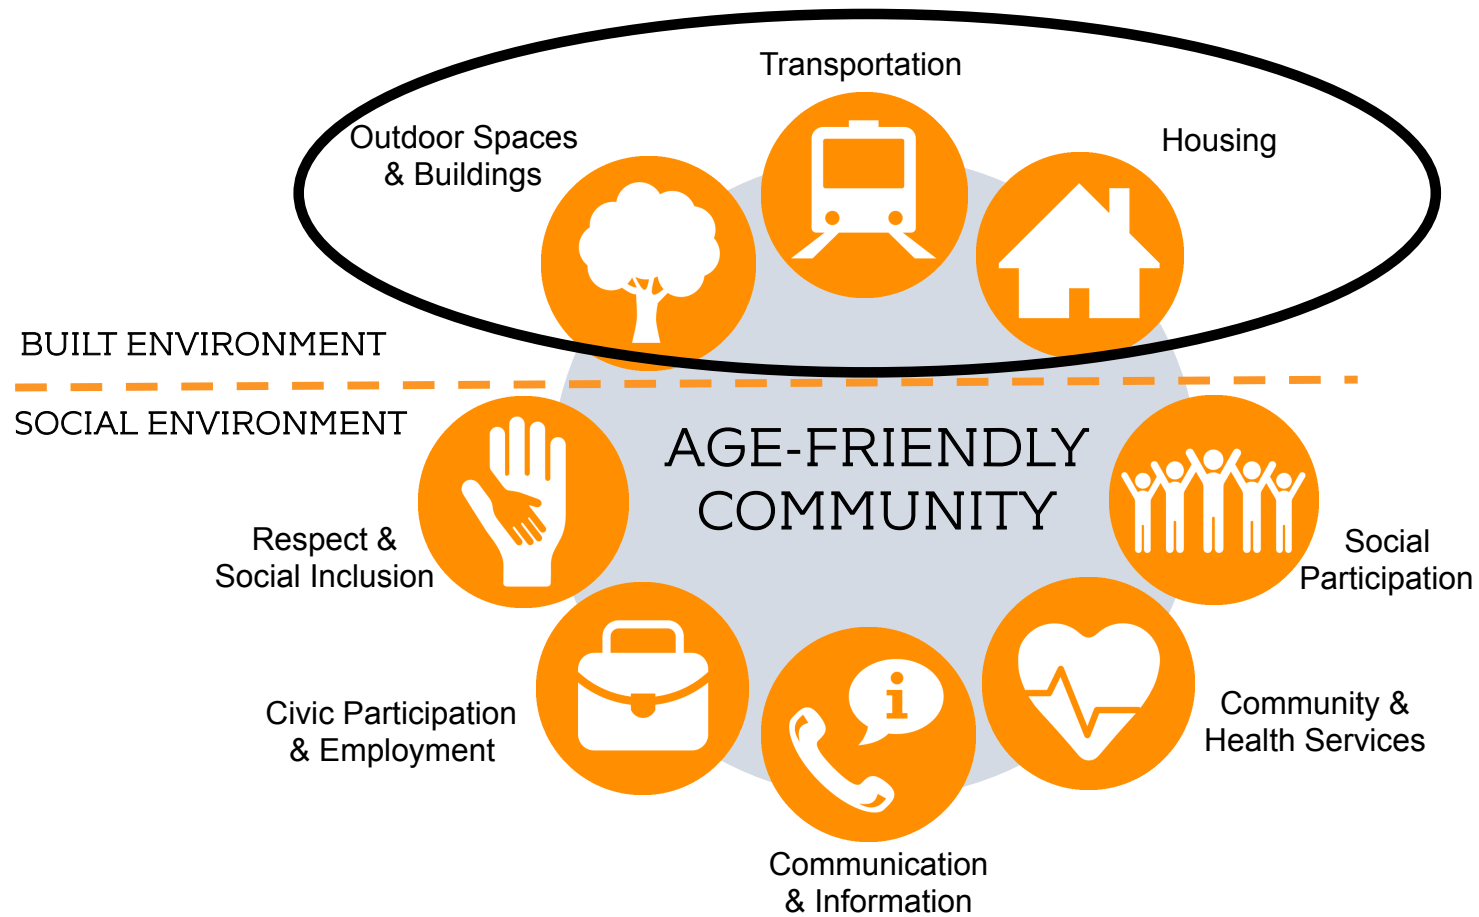 Transportation
Outdoor Spaces
& Buildings
Housing
BUILT ENVIRONMENT
SOCIAL ENVIRONMENT
AGE-FRIENDLY
COMMUNITY
Respect &
Social Inclusion
Social
Participation
Civic Participation
& Employment
i
Community &
Health Services
Communication
& Information